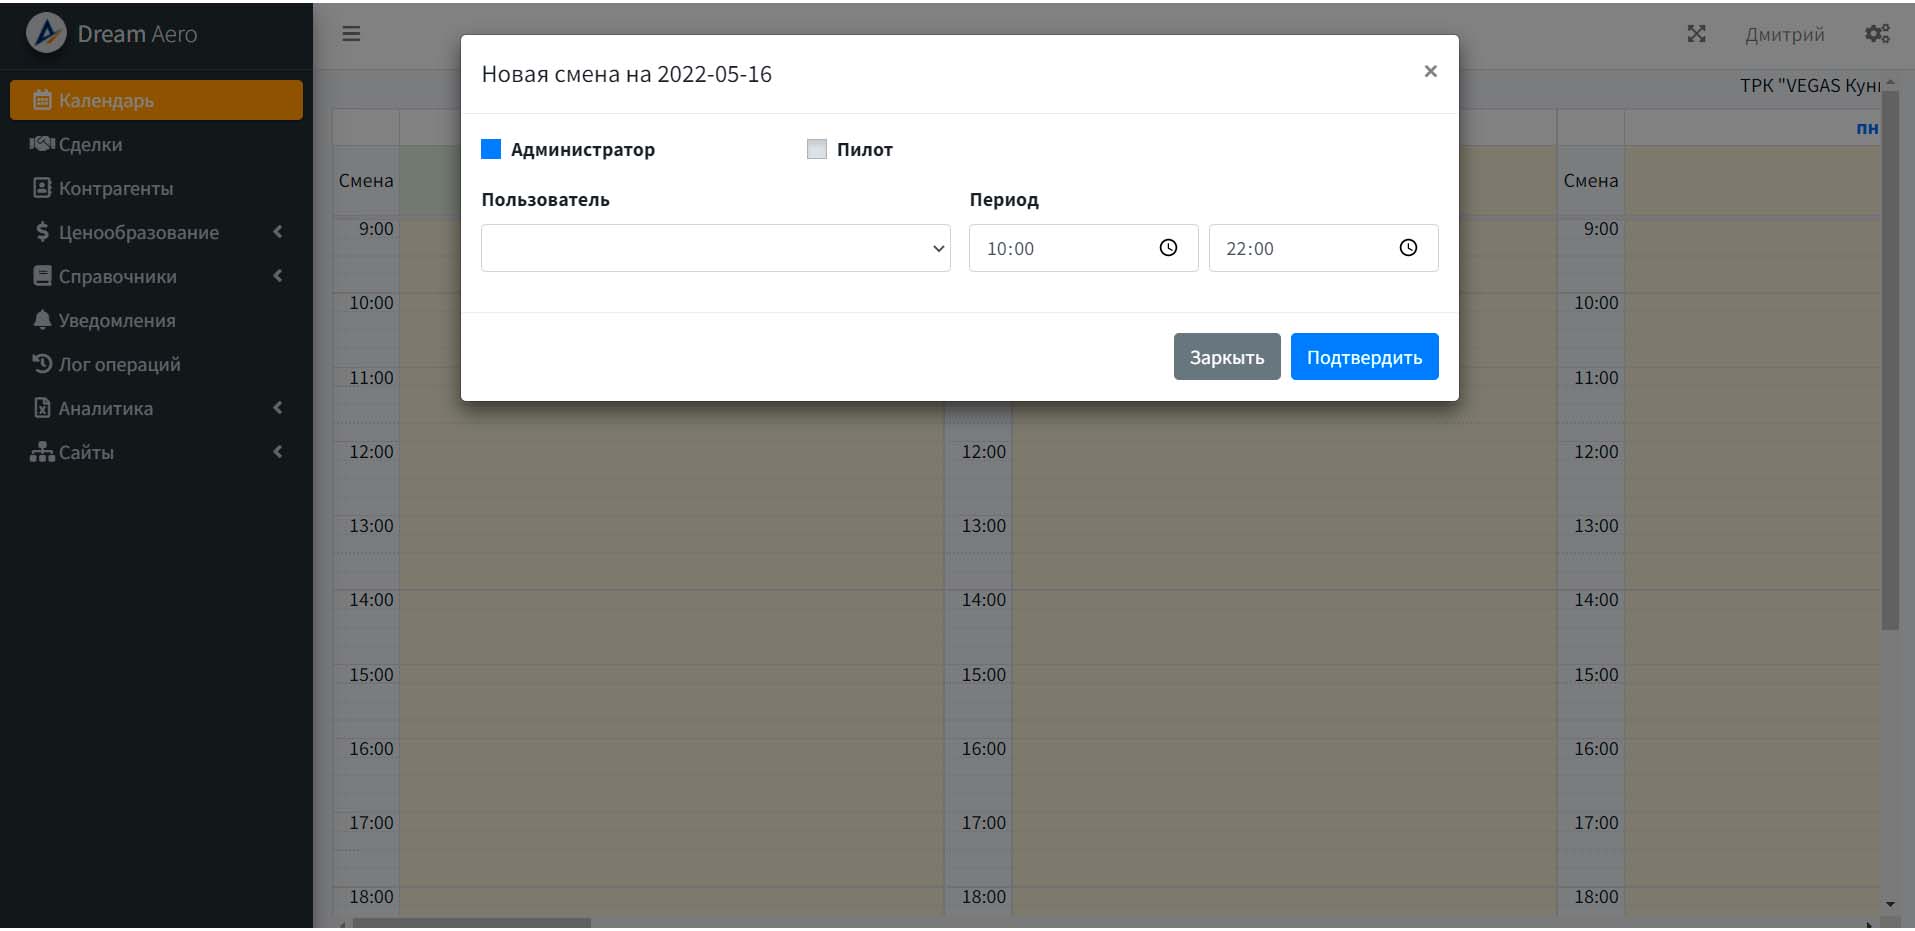 Dream Aero
Дмитрий
Календарь
Сделки
Контрагенты
Ценообразование
Справочники
Уведомления
Лог операций
Аналитика
Сайты
Новая смена на 2022-05-16
×
Администратор
Пилот
Пользователь
Период
10:00
22:00
Заркыть
Подтвердить
ТРК "VEGAS
пн
Смена
9:00
10:00
11:00
12:00
13:00
14:00
15:00
16:00
17:00
18:00
12:00
13:00
14:00
15:00
16:00
17:00
18:00
Смена
9:00
10:00
11:00
12:00
13:00
14:00
15:00
16:00
17:00
18:00